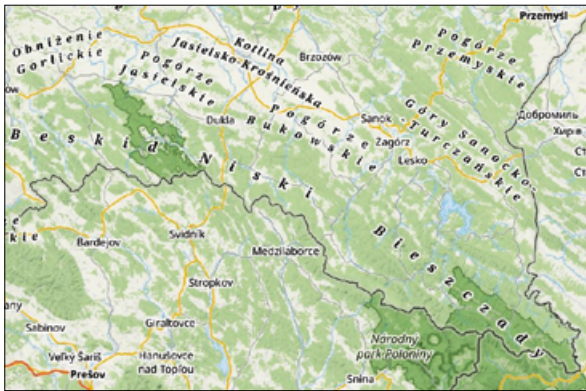 Przemyśl
Obniżenie
Gorlickie
Kotlina
Jasielsko-Krośnieńska
Pogórze
Jasielskie
Brzozów
Pogórze
Przemyskie
Dukla
Pogórze
Bukowskie
Sanok
Zagórz
Lesko
Góry Sanocko-
Turczańskie
Добромиль
Хирів
Beskid Niski
Bieszczady
Bardejov
Svidník
Medzilaborce
Stropkov
Giraltovce
Sabinov
Veľký Šariš
Prešov
Hanušovce
nad Topľou
Snina
Národný
park Poloniny